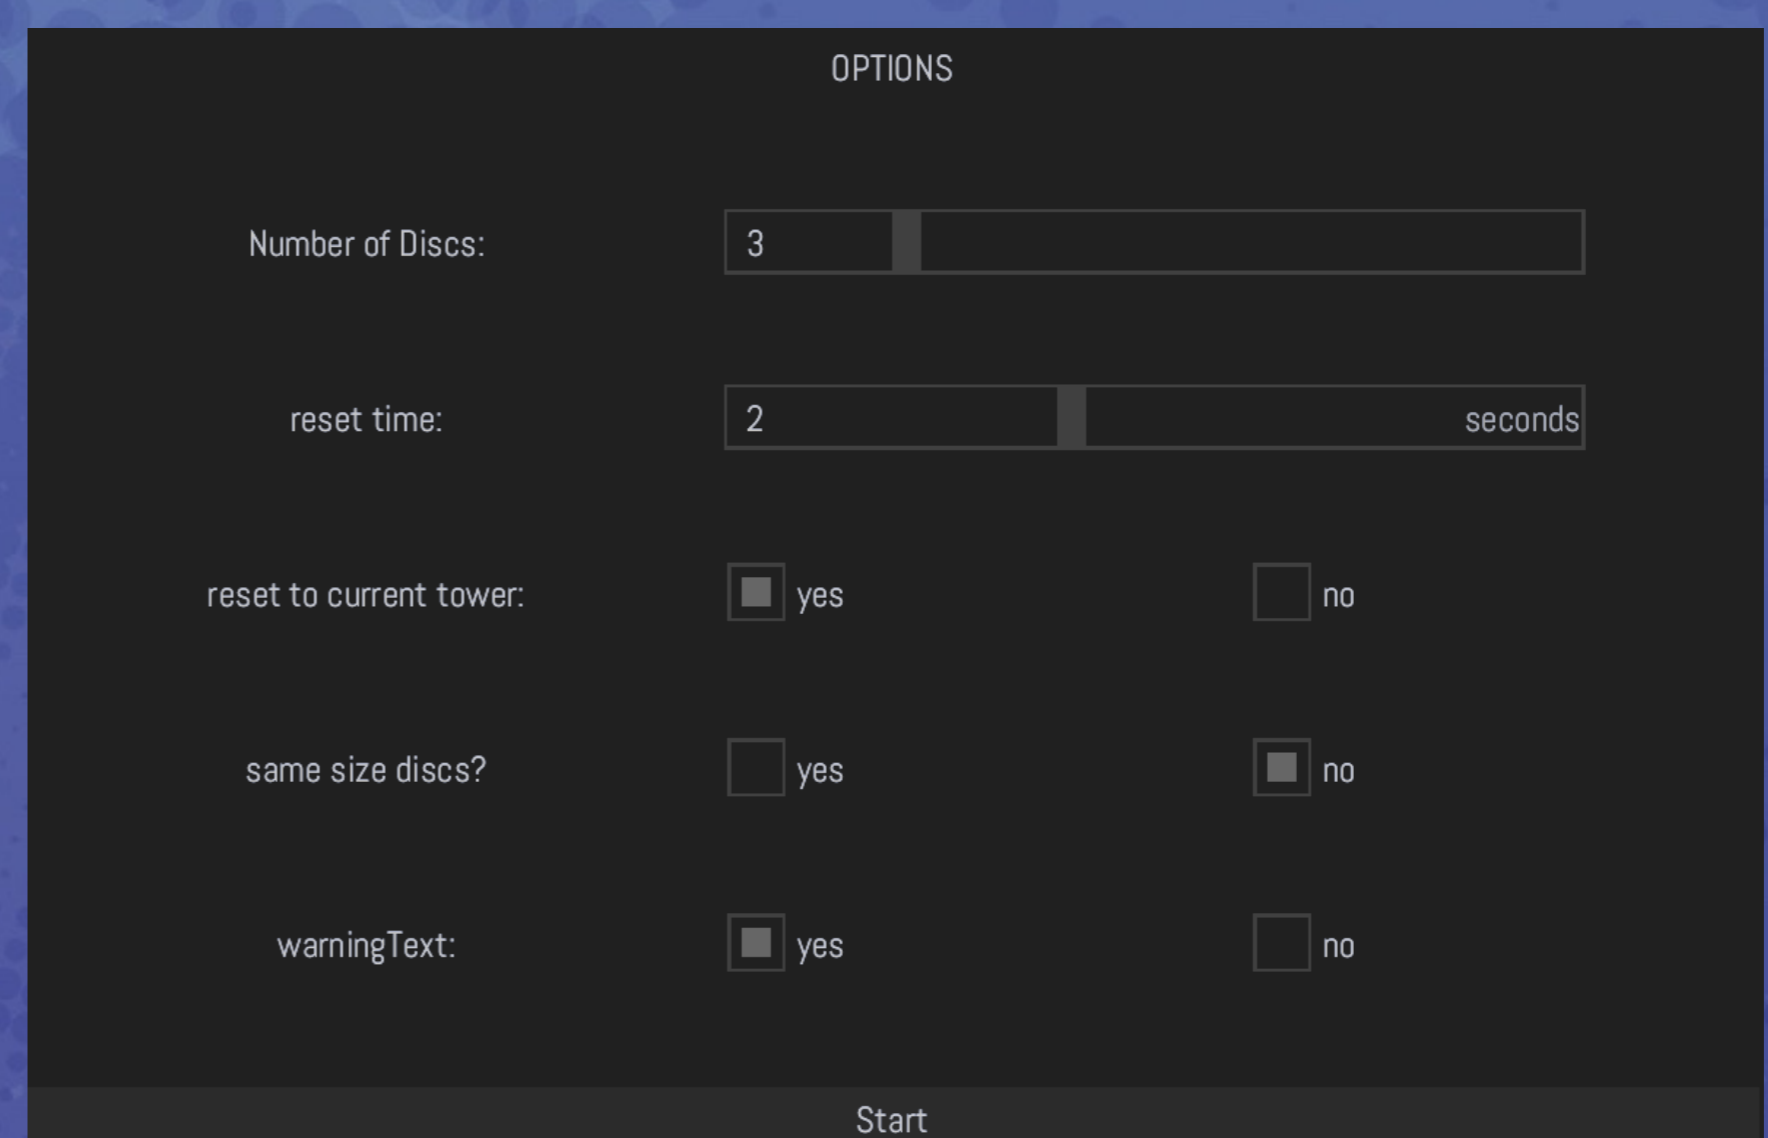 OPTIONS
Number of Discs: 3
reset time: 2 seconds
reset to current tower: yes no
same size discs? yes no
warningText: yes no
Start